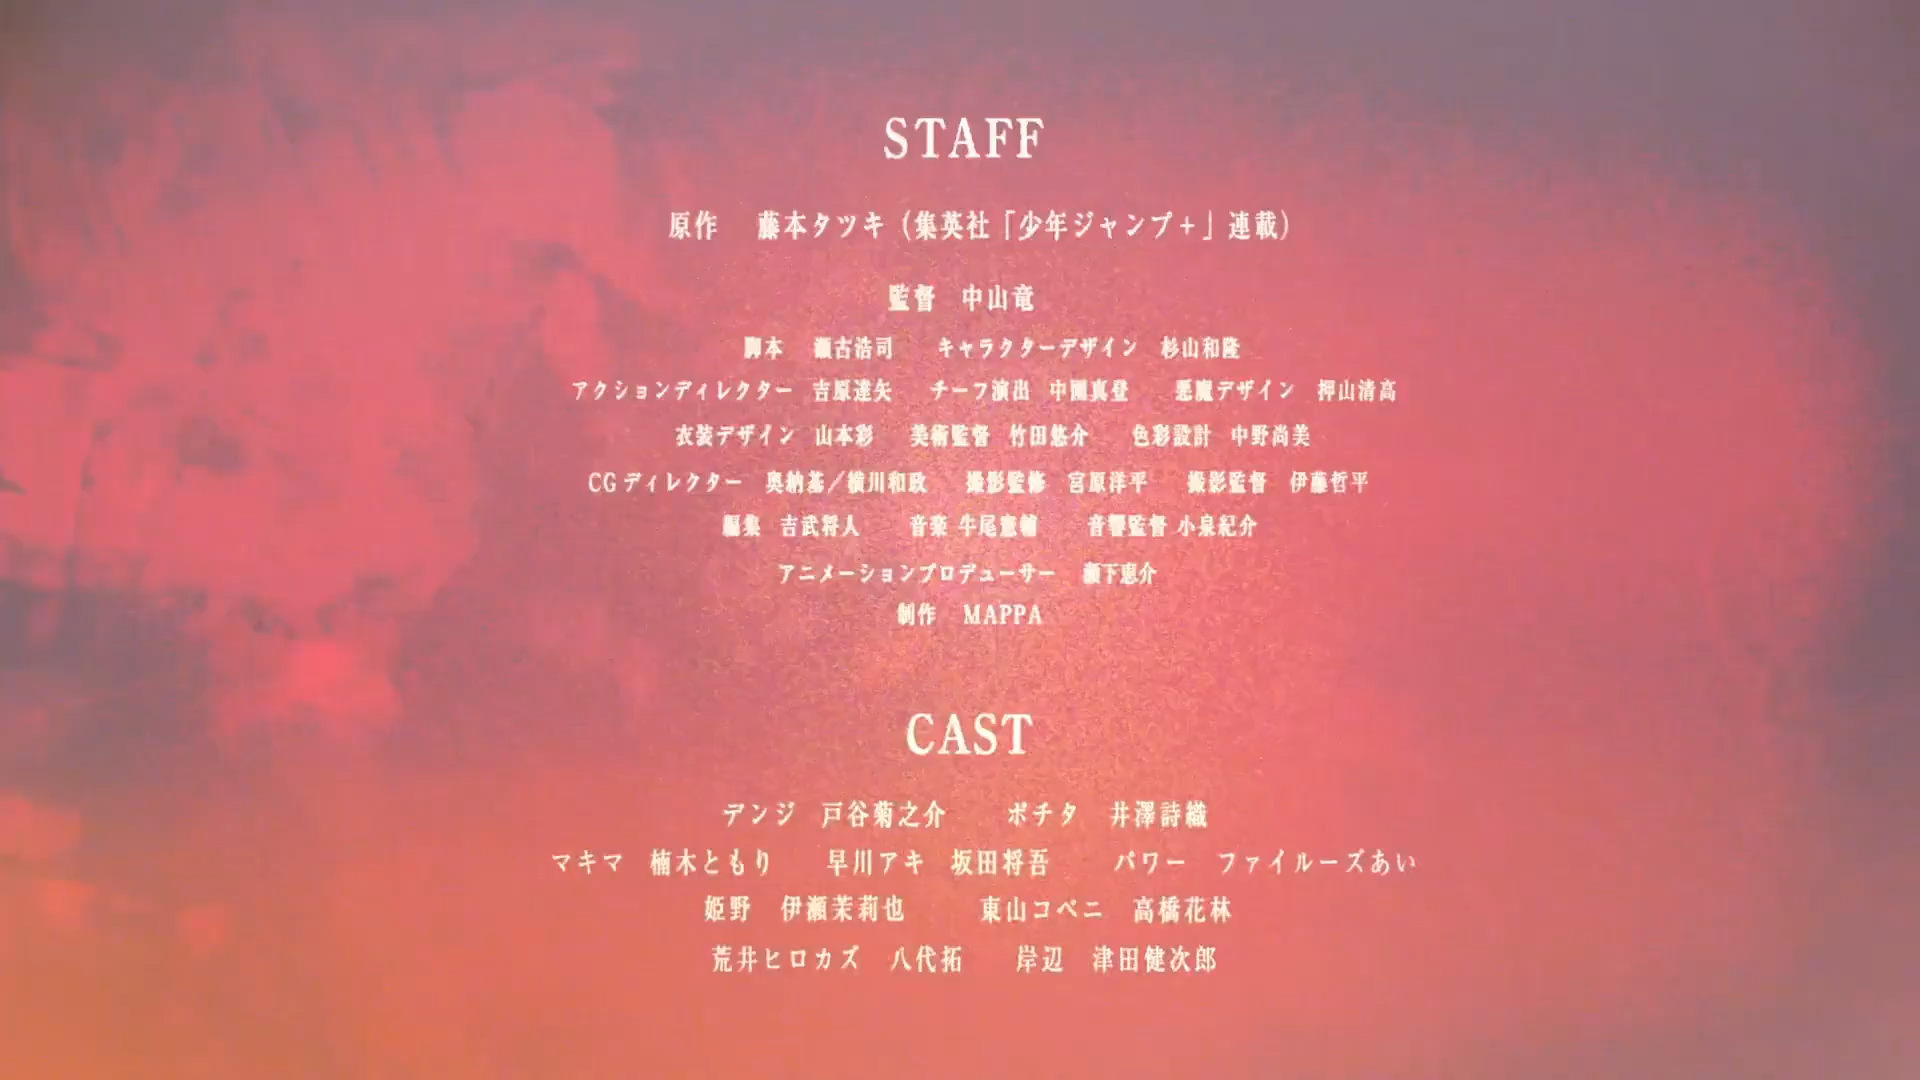 STAFF
原作 藤本タツキ（集英社「少年ジャンプ＋」連載）
監督 中山竜
脚本 瀬古浩司 キャラクターデザイン 杉山和隆
アクションディレクター 吉原達矢 チーフ演出 中園真登 悪魔デザイン 押山清高
衣装デザイン 山本彩 美術監督 竹田悠介 色彩設計 中野尚美
CGディレクター 奥納基／横川和政 撮影監修 宮原洋平 撮影監督 伊藤哲平
編集 吉武将人 音楽 牛尾憲輔 音響監督 小泉紀介
アニメーションプロデューサー 瀬下恵介
制作 MAPPA
CAST
デンジ 戸谷菊之介 ポチタ 井澤詩織
マキマ 楠木ともり 早川アキ 坂田将吾 パワー ファイルーズあい
姫野 伊瀬茉莉也 東山コベニ 高橋花林
荒井ヒロカズ 八代拓 岸辺 津田健次郎